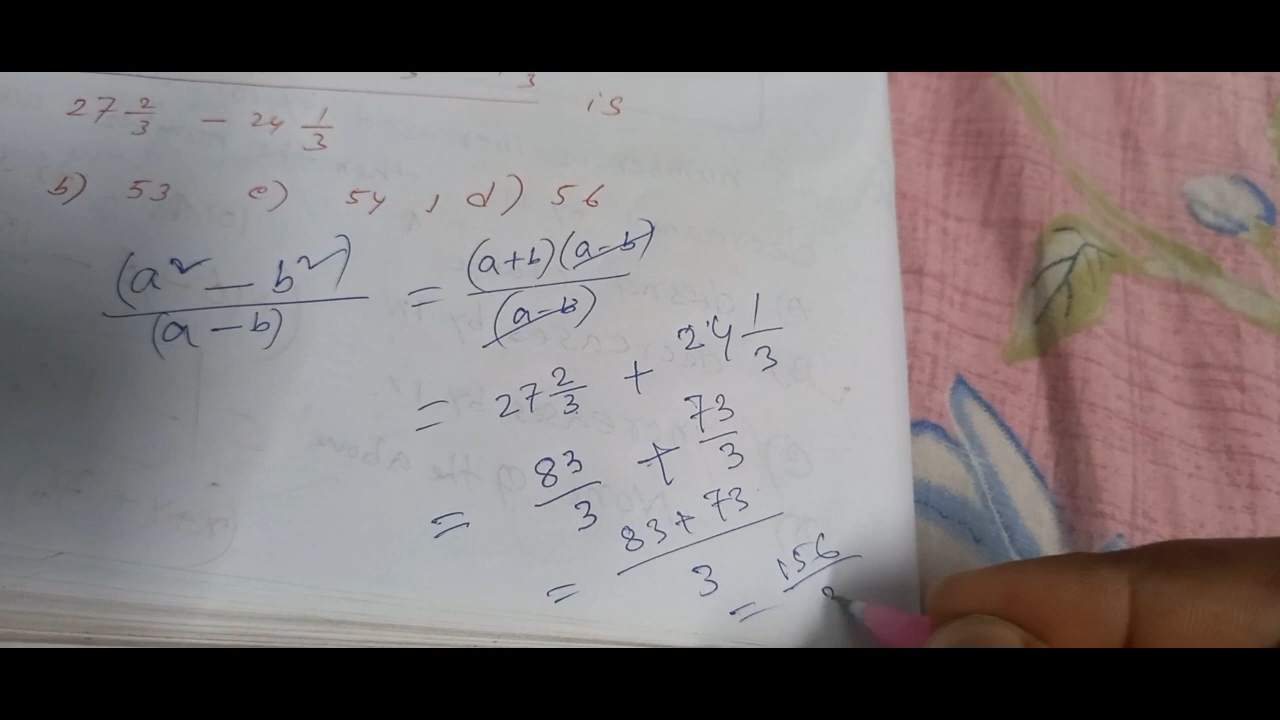 3 is
27 2/3 - 24 1/3
b) 53 c) 54 , d) 56
(a² - b²)/(a - b) = (a+b)(a-b)/(a-b)
= 27 2/3 + 24 1/3
= 83/3 + 73/3
= 83+73/3
= 156/